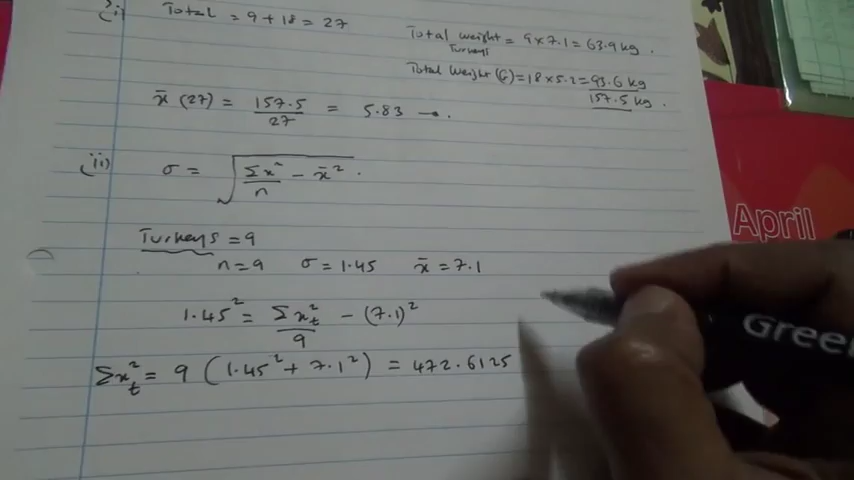 (i) Total = 9 + 18 = 27
Total weight = 9 × 7.1 = 63.9 kg.
Turkeys
Total weight (G) = 18 × 5.2 = 93.6 kg
157.5 kg.
x̄ (27) = 157.5 / 27 = 5.83
(ii) σ = √(Σx² / n − x̄²).
Turkeys = 9
n = 9 σ = 1.45 x̄ = 7.1
1.45² = Σxₜ² / 9 − (7.1)²
Σxₜ² = 9 (1.45² + 7.1²) = 472.6125
April
Gree